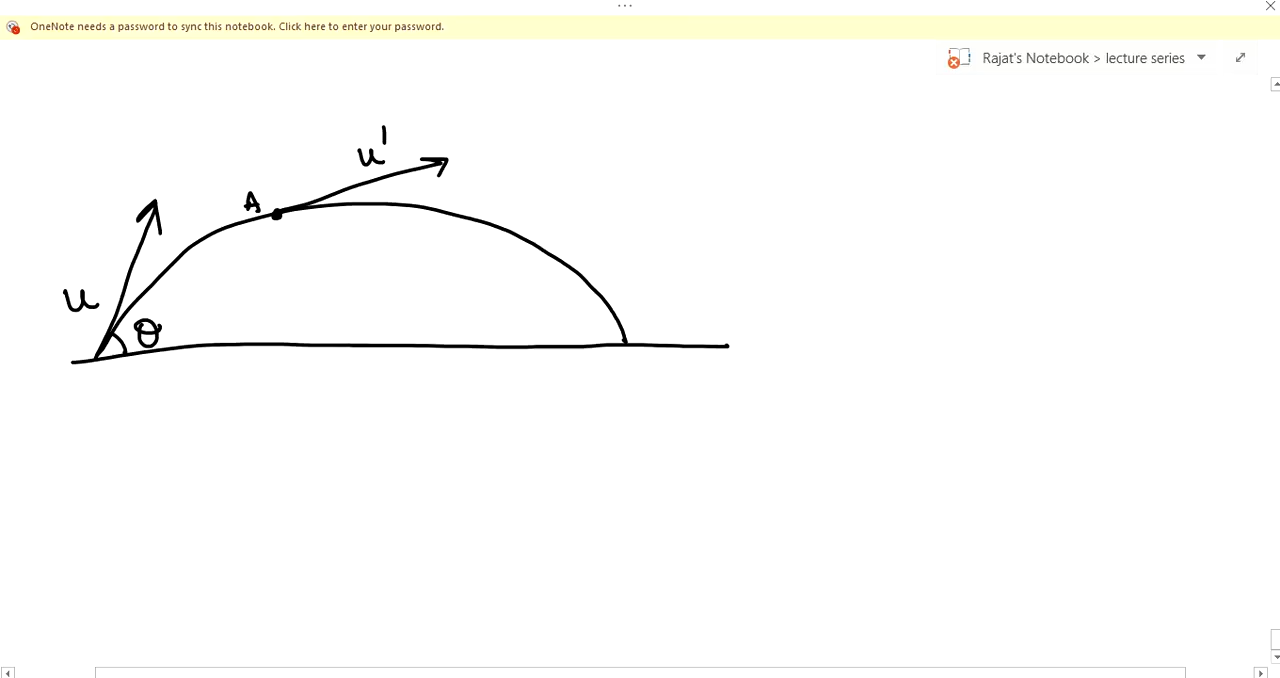 ...
OneNote needs a password to sync this notebook. Click here to enter your password.
Rajat's Notebook > lecture series
u'
A
u
θ